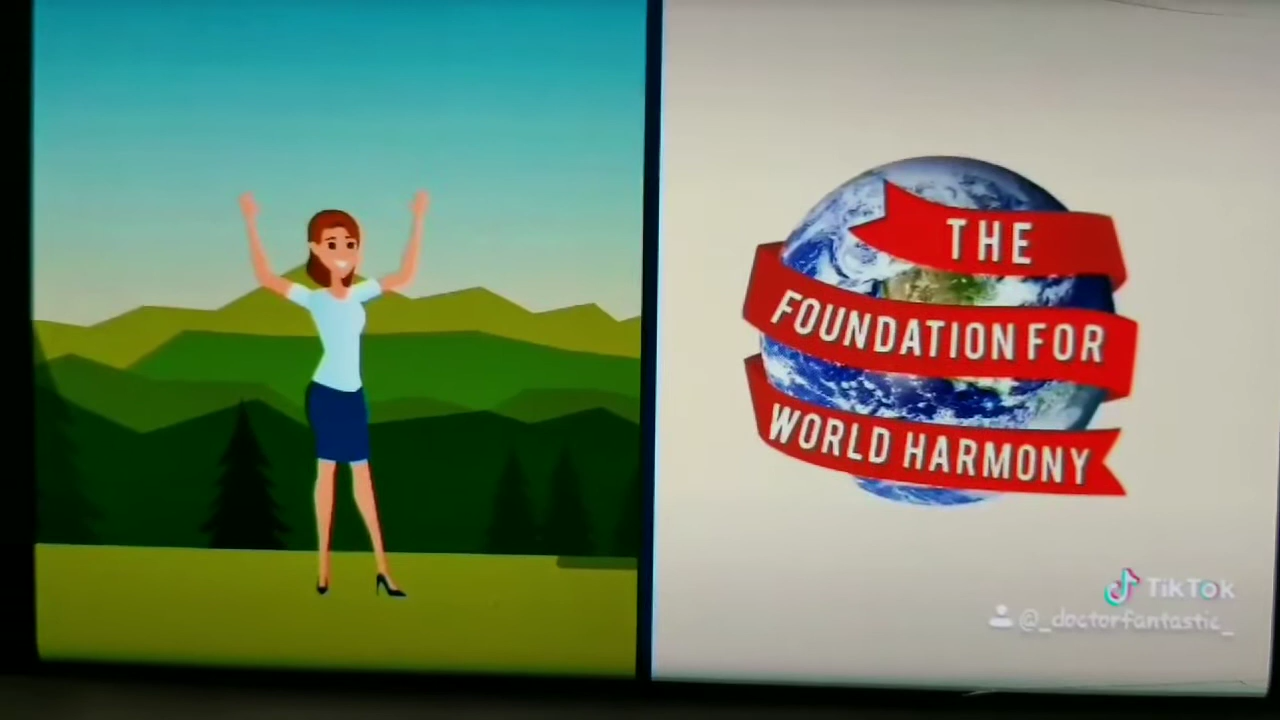 THE
FOUNDATION FOR
WORLD HARMONY
TikTok
@_doctorfantastic_